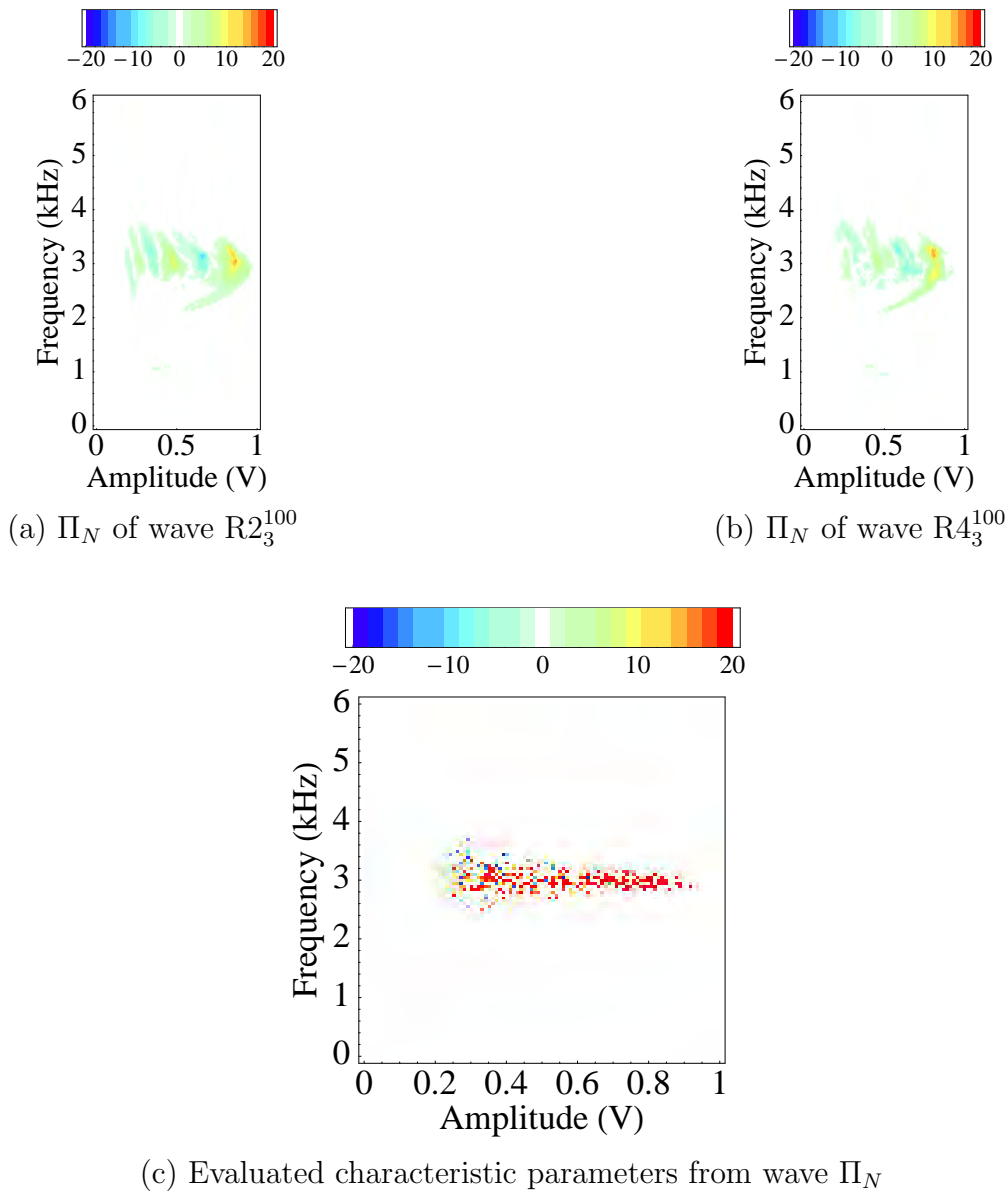 −20 −10 0 10 20
6
5
4
3
2
1
0
Frequency (kHz)
0 0.5 1
Amplitude (V)
(a) Π_N of wave R2_3^100
−20 −10 0 10 20
6
5
4
3
2
1
0
Frequency (kHz)
0 0.5 1
Amplitude (V)
(b) Π_N of wave R4_3^100
−20 −10 0 10 20
6
5
4
3
2
1
0
Frequency (kHz)
0 0.2 0.4 0.6 0.8 1
Amplitude (V)
(c) Evaluated characteristic parameters from wave Π_N